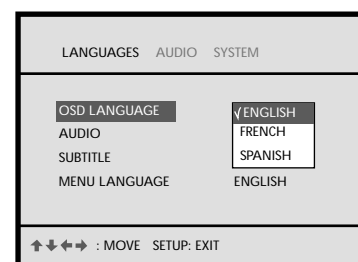 LANGUAGES AUDIO SYSTEM
OSD LANGUAGE √ ENGLISH
AUDIO FRENCH
SUBTITLE SPANISH
MENU LANGUAGE ENGLISH
: MOVE SETUP: EXIT